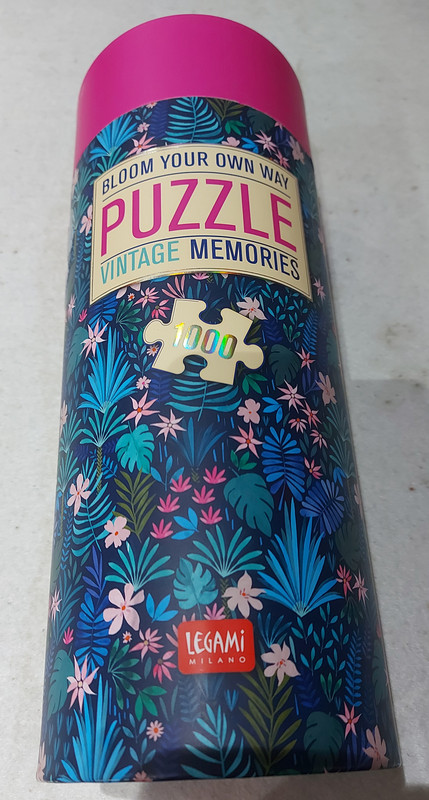 BLOOM YOUR OWN WAY
PUZZLE
VINTAGE MEMORIES
1000
LEGAMI
MILANO